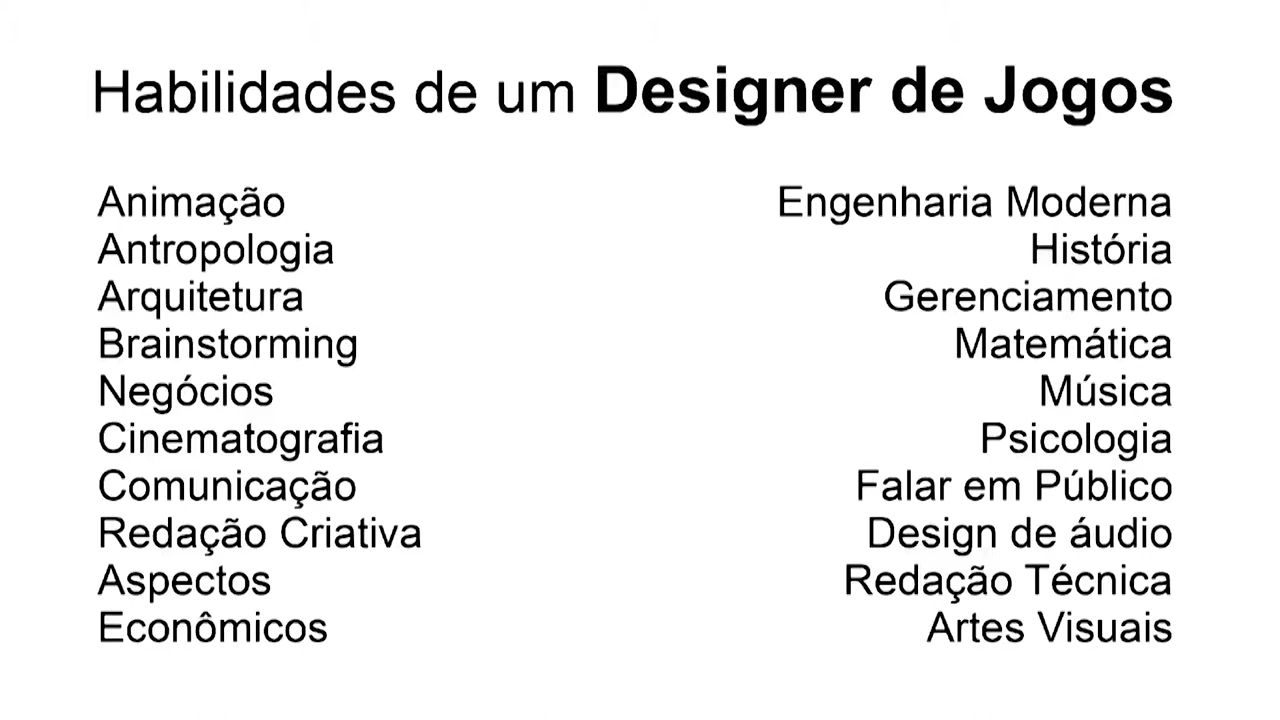 Habilidades de um Designer de Jogos
Animação
Antropologia
Arquitetura
Brainstorming
Negócios
Cinematografia
Comunicação
Redação Criativa
Aspectos
Econômicos
Engenharia Moderna
História
Gerenciamento
Matemática
Música
Psicologia
Falar em Público
Design de áudio
Redação Técnica
Artes Visuais